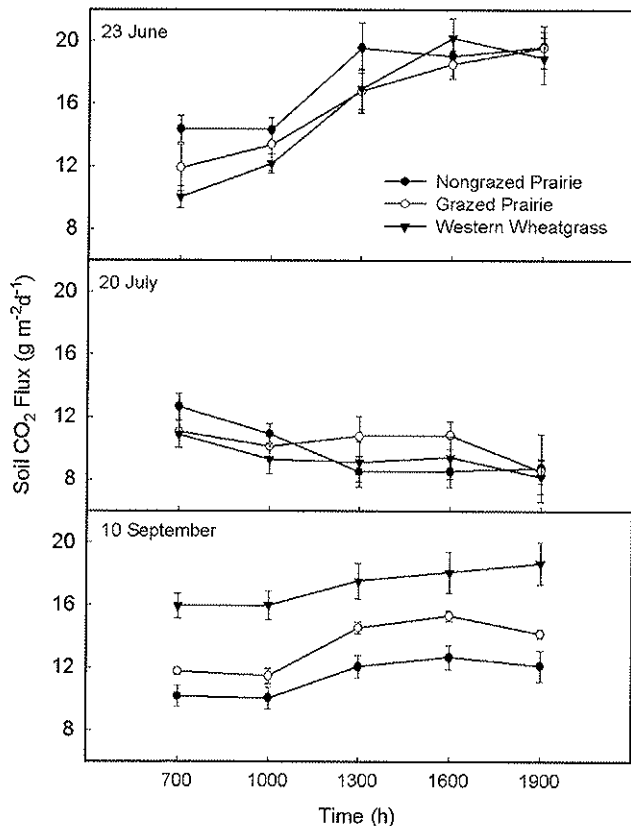 23 June
20
16
12
8
Nongrazed Prairie
Grazed Prairie
Western Wheatgrass
20 July
20
16
12
8
Soil CO₂ Flux (g m⁻²d⁻¹)
10 September
20
16
12
8
700 1000 1300 1600 1900
Time (h)